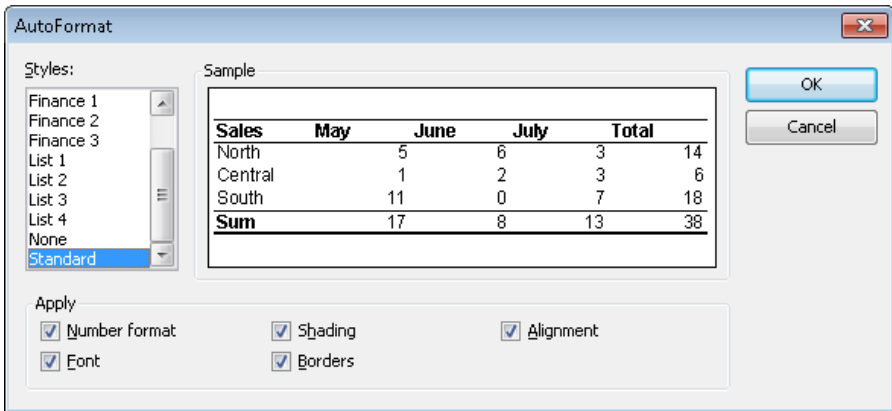 AutoFormat
Styles:
Finance 1
Finance 2
Finance 3
List 1
List 2
List 3
List 4
None
Standard
Sample
Sales May June July Total
North 5 6 3 14
Central 1 2 3 6
South 11 0 7 18
Sum 17 8 13 38
OK
Cancel
Apply
Number format Shading Alignment
Font Borders